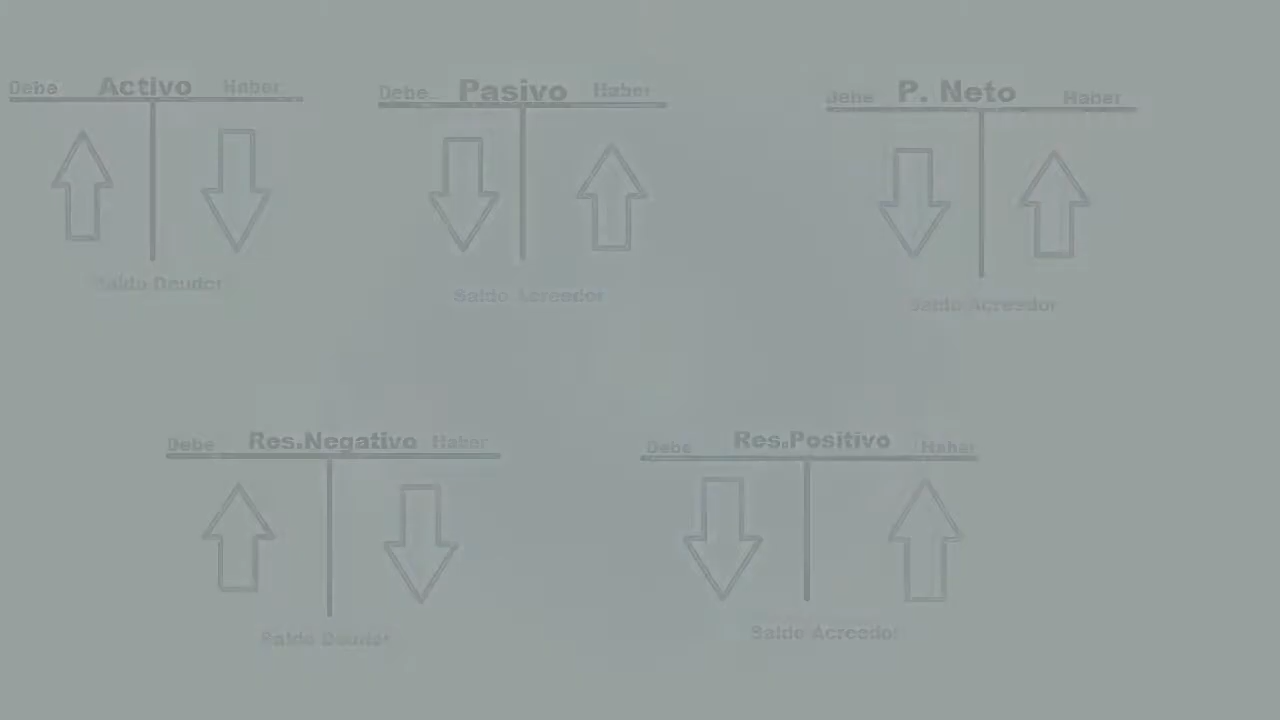 Debe Activo Haber
Saldo Deudor
Debe Pasivo Haber
Saldo Acreedor
Debe P. Neto Haber
Saldo Acreedor
Debe Res.Negativo Haber
Saldo Deudor
Debe Res.Positivo Haber
Saldo Acreedor